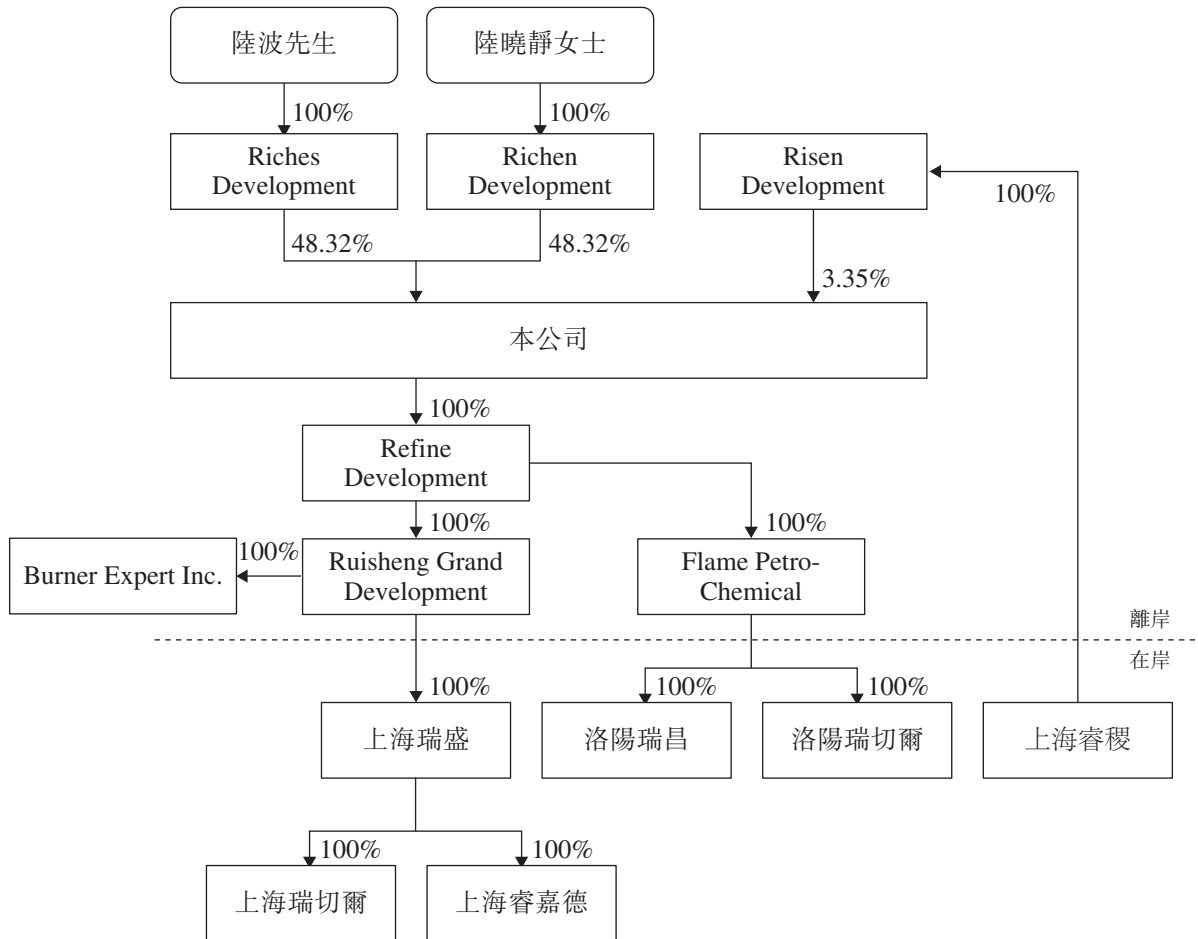 陸波先生
陸曉靜女士
100%
100%
Riches
Development
Richen
Development
Risen
Development
100%
48.32%
48.32%
3.35%
本公司
100%
Refine
Development
100%
100%
Burner Expert Inc.
100%
Ruisheng Grand
Development
Flame Petro-
Chemical
離岸
在岸
100%
100%
100%
上海瑞盛
洛陽瑞昌
洛陽瑞切爾
上海睿稷
100%
100%
上海瑞切爾
上海睿嘉德